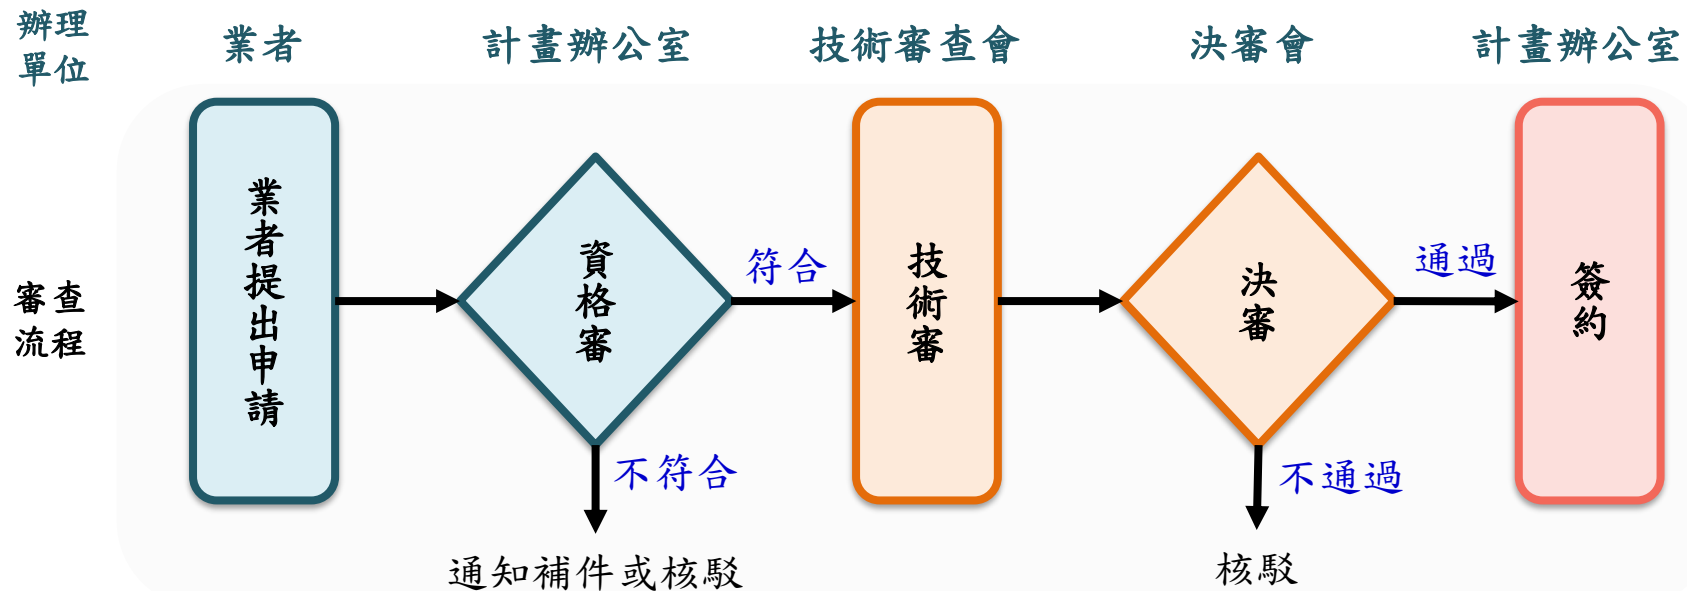 辦理
單位
業者
計畫辦公室
技術審查會
決審會
計畫辦公室
審查
流程
業者提出申請
資格審
符合
不符合
通知補件或核駁
技術審
決審
通過
不通過
核駁
簽約